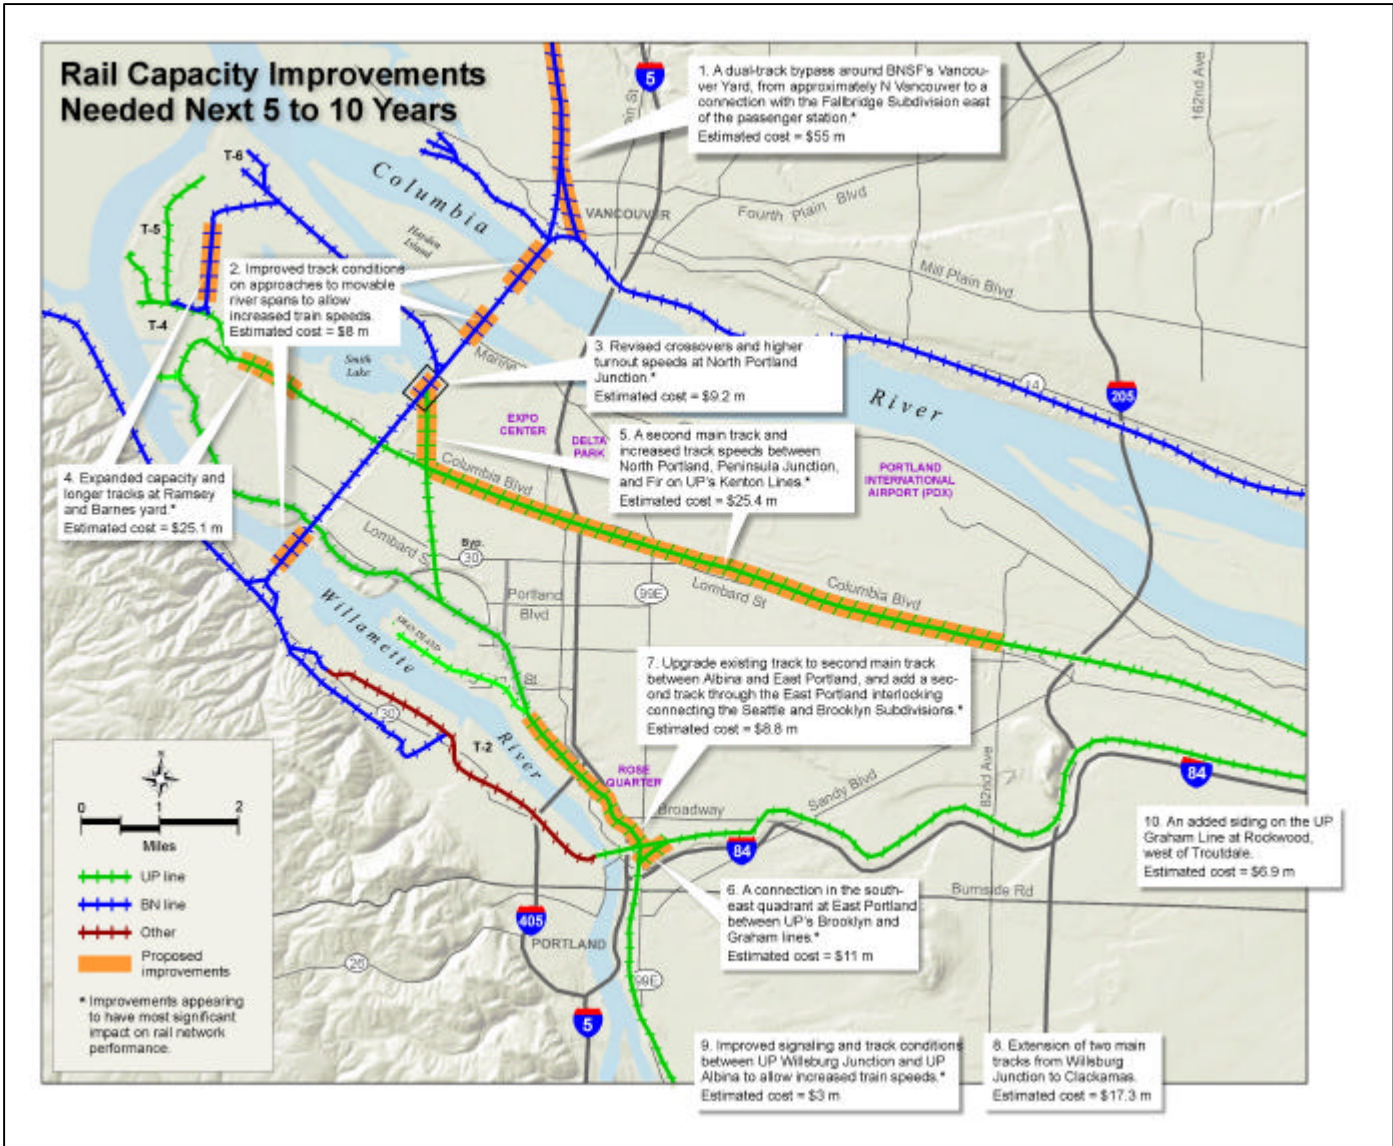 Rail Capacity Improvements
Needed Next 5 to 10 Years
1. A dual-track bypass around BNSF's Vancou-
ver Yard, from approximately N Vancouver to a
connection with the Fallbridge Subdivision east
of the passenger station.*
Estimated cost = $55 m
5
162nd Ave
T-6
Columbia
VANCOUVER
Fourth Plain Blvd
T-5
Hayden
Island
2. Improved track conditions
on approaches to movable
river spans to allow
increased train speeds.
Estimated cost = $8 m
Mill Plain Blvd
T-4
Smith
Lake
Marine
3. Revised crossovers and higher
turnout speeds at North Portland
Junction.*
Estimated cost = $9.2 m
14
205
River
EXPO
CENTER
DELTA
PARK
5. A second main track and
increased track speeds between
North Portland, Peninsula Junction,
and Fir on UP's Kenton Lines.*
Estimated cost = $25.4 m
PORTLAND
INTERNATIONAL
AIRPORT (PDX)
4. Expanded capacity and
longer tracks at Ramsey
and Barnes yard.*
Estimated cost = $25.1 m
Columbia Blvd
Lombard S
Byp.
30
Portland
Blvd
99E
Lombard St
Columbia Blvd
Willamette
SWAN ISLAND
St
7. Upgrade existing track to second main track
between Albina and East Portland, and add a sec-
ond track through the East Portland interlocking
connecting the Seattle and Brooklyn Subdivisions.*
Estimated cost = $8.8 m
30
T-2
River
ROSE
QUARTER
Broadway
Sandy Blvd
82nd Ave
84
84
10. An added siding on the UP
Graham Line at Rockwood,
west of Troutdale.
Estimated cost = $6.9 m
N
0 1 2
Miles
UP line
BN line
Other
Proposed
improvements
* Improvements appearing
to have most significant
impact on rail network
performance.
6. A connection in the south-
east quadrant at East Portland
between UP's Brooklyn and
Graham lines.*
Estimated cost = $11 m
Burnside Rd
405
PORTLAND
26
99E
5
9. Improved signaling and track conditions
between UP Willsburg Junction and UP
Albina to allow increased train speeds.*
Estimated cost = $3 m
8. Extension of two main
tracks from Willsburg
Junction to Clackamas.
Estimated cost = $17.3 m